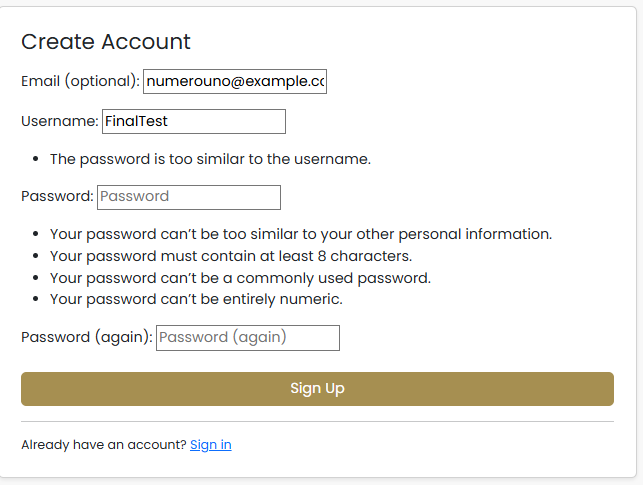 Create Account
Email (optional): numerouno@example.cc
Username: FinalTest
• The password is too similar to the username.
Password: Password
• Your password can’t be too similar to your other personal information.
• Your password must contain at least 8 characters.
• Your password can’t be a commonly used password.
• Your password can’t be entirely numeric.
Password (again): Password (again)
Sign Up
Already have an account? Sign in